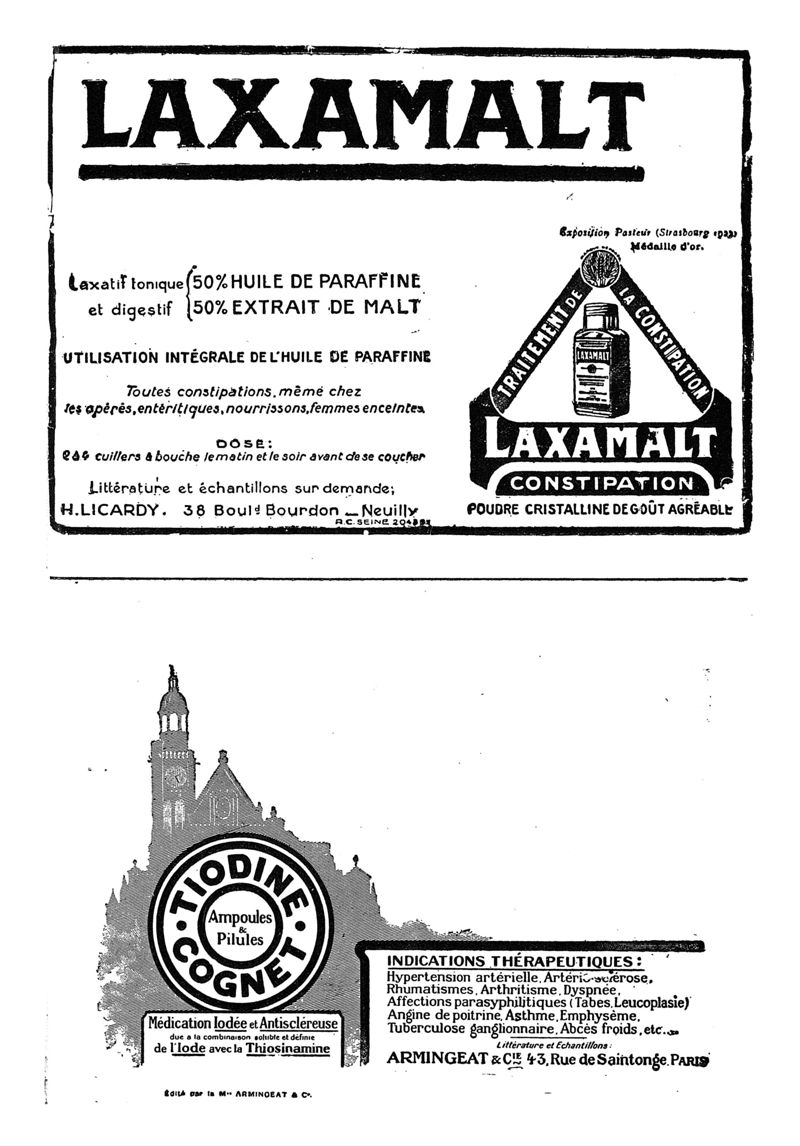 LAXAMALT
Exposition Pasteur (Strasbourg 1923)
Médaille d'or.
Laxatif tonique 50% HUILE DE PARAFFINE
et digestif 50% EXTRAIT DE MALT
UTILISATION INTÉGRALE DE L'HUILE DE PARAFFINE
Toutes constipations, même chez
les opérés, entéritiques, nourrissons, femmes enceintes
DOSE:
2 à 4 cuillers à bouche le matin et le soir avant de se coucher
Littérature et échantillons sur demande;
H. LICARDY. 38 Boulᵈ Bourdon _ Neuilly
R.C. SEINE
TRAITEMENT DE
LA CONSTIPATION
LAXAMALT
LAXAMALT
CONSTIPATION
POUDRE CRISTALLINE DE GOÛT AGRÉABLE
TIODINE
Ampoules
&
Pilules
COGNET
Médication Iodée et Antiscléreuse
due a la combinaison soluble et définie
de l'Iode avec la Thiosinamine
INDICATIONS THÉRAPEUTIQUES:
Hypertension artérielle, Artério-sclérose,
Rhumatismes, Arthritisme, Dyspnée,
Affections parasyphilitiques (Tabes, Leucoplasie)
Angine de poitrine, Asthme, Emphysème,
Tuberculose ganglionnaire, Abcès froids, etc..
Littérature et Echantillons:
ARMINGEAT & Cⁱᵉ 43, Rue de Saintonge, PARIS
Édité par la Mᵒⁿ ARMINGEAT & Cⁱᵉ.